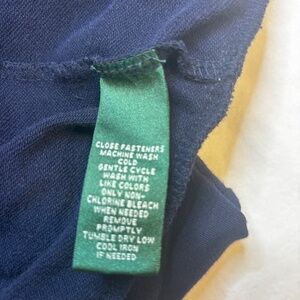 CLOSE FASTENERS
MACHINE WASH
COLD
GENTLE CYCLE
WASH WITH
LIKE COLORS
ONLY NON-
CHLORINE BLEACH
WHEN NEEDED
REMOVE
PROMPTLY
TUMBLE DRY LOW
COOL IRON
IF NEEDED